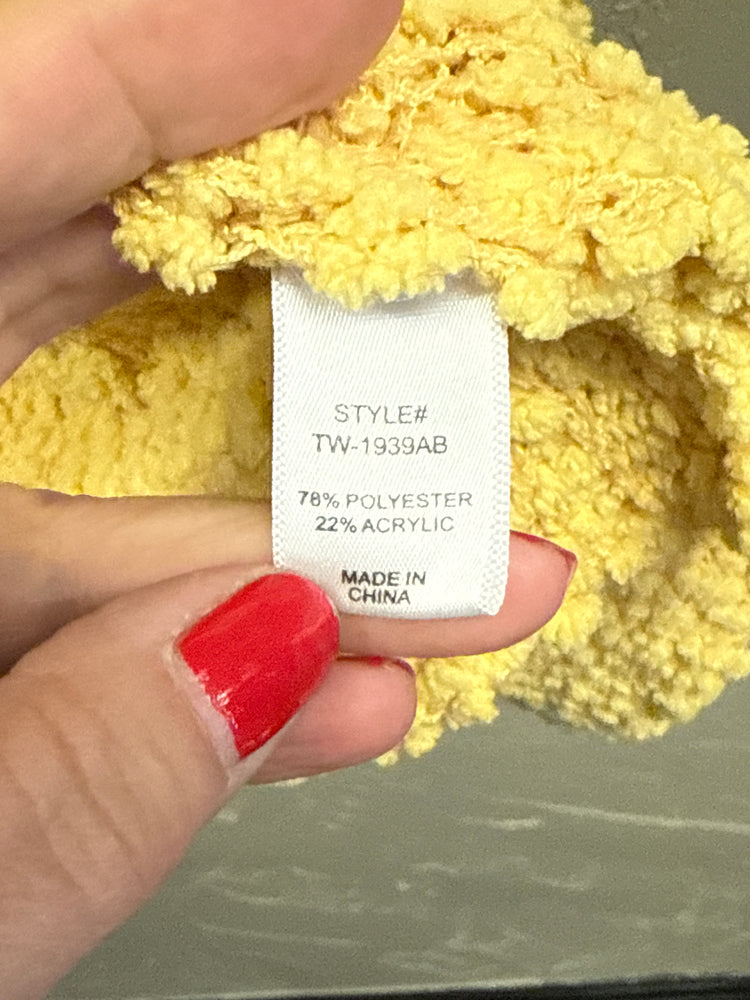 STYLE#
TW-1939AB
78% POLYESTER
22% ACRYLIC
MADE IN
CHINA